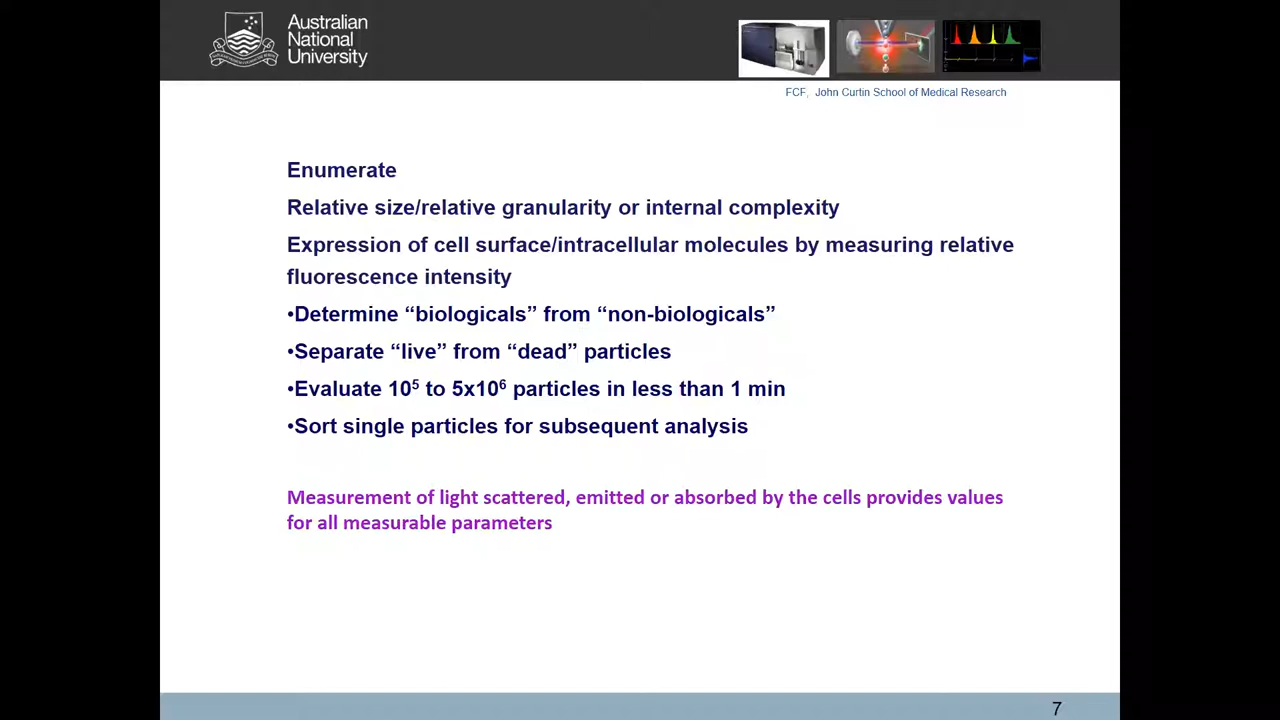 Australian
National
University
FCF, John Curtin School of Medical Research
Enumerate
Relative size/relative granularity or internal complexity
Expression of cell surface/intracellular molecules by measuring relative
fluorescence intensity
•Determine “biologicals” from “non-biologicals”
•Separate “live” from “dead” particles
•Evaluate 10⁵ to 5x10⁶ particles in less than 1 min
•Sort single particles for subsequent analysis
Measurement of light scattered, emitted or absorbed by the cells provides values
for all measurable parameters
7